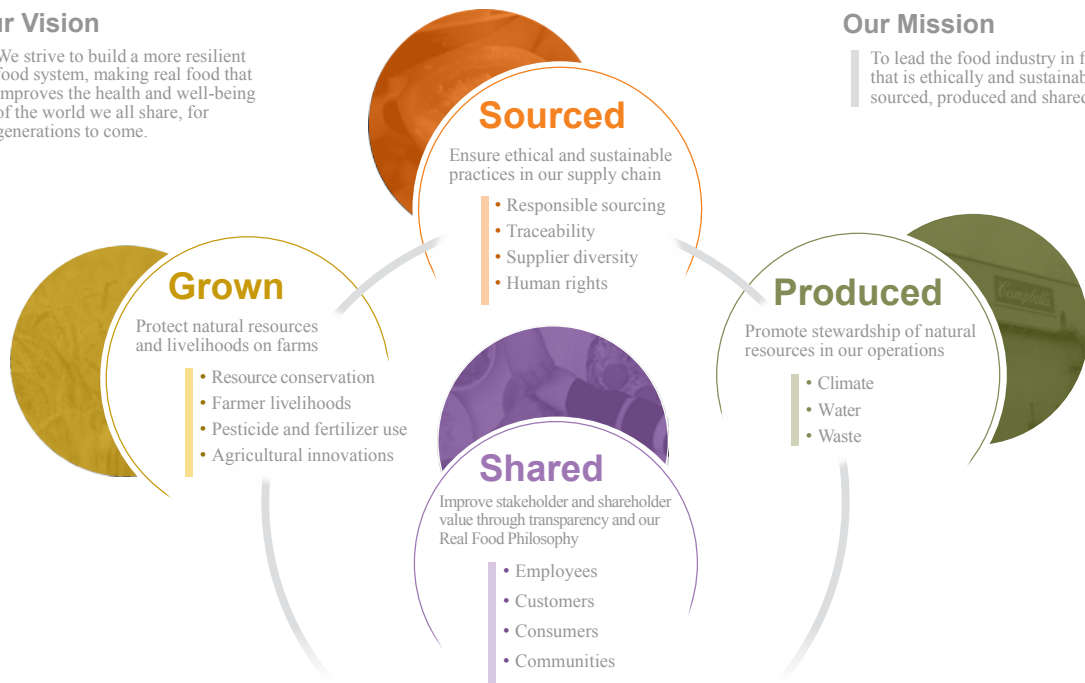 ur Vision
We strive to build a more resilient
food system, making real food that
improves the health and well-being
of the world we all share, for
generations to come.
Our Mission
To lead the food industry in f
that is ethically and sustainab
sourced, produced and shared
Sourced
Ensure ethical and sustainable
practices in our supply chain
• Responsible sourcing
• Traceability
• Supplier diversity
• Human rights
Grown
Protect natural resources
and livelihoods on farms
• Resource conservation
• Farmer livelihoods
• Pesticide and fertilizer use
• Agricultural innovations
Produced
Promote stewardship of natural
resources in our operations
• Climate
• Water
• Waste
Campbell's
Shared
Improve stakeholder and shareholder
value through transparency and our
Real Food Philosophy
• Employees
• Customers
• Consumers
• Communities